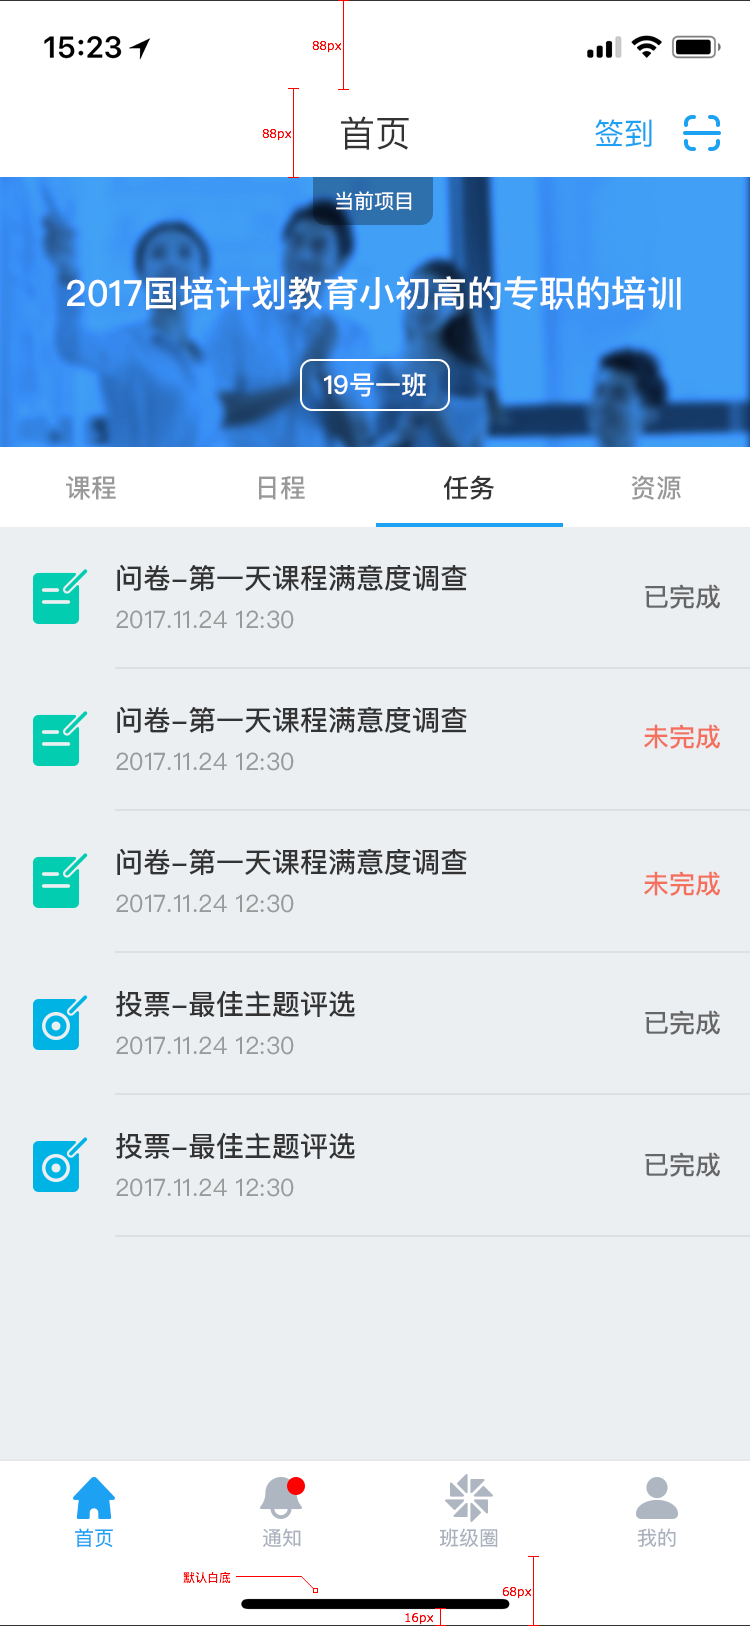 88px
15:23
88px
首页
签到
当前项目
2017国培计划教育小初高的专职的培训
19号一班
课程
日程
任务
资源
问卷–第一天课程满意度调查
2017.11.24 12:30
已完成
问卷–第一天课程满意度调查
2017.11.24 12:30
未完成
问卷–第一天课程满意度调查
2017.11.24 12:30
未完成
投票–最佳主题评选
2017.11.24 12:30
已完成
投票–最佳主题评选
2017.11.24 12:30
已完成
首页
通知
班级圈
我的
默认白底
68px
16px